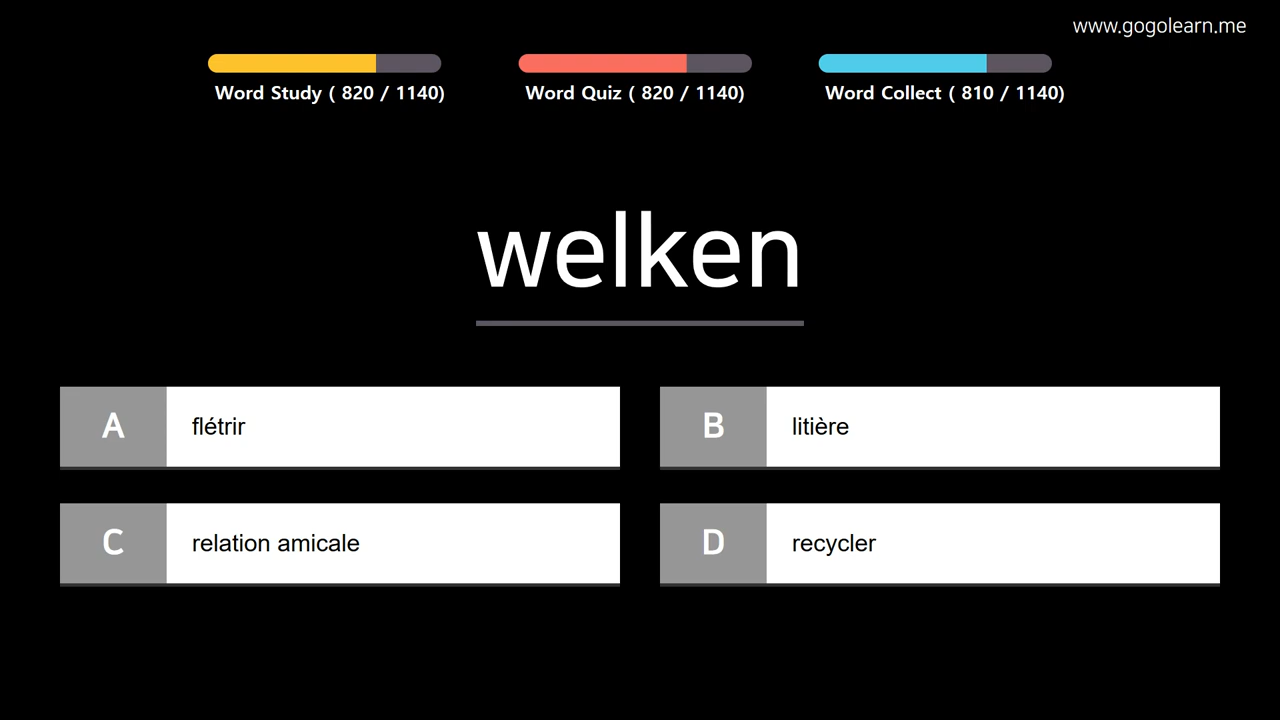 www.gogolearn.me
Word Study ( 820 / 1140)
Word Quiz ( 820 / 1140)
Word Collect ( 810 / 1140)
welken
A flétrir
B litière
C relation amicale
D recycler